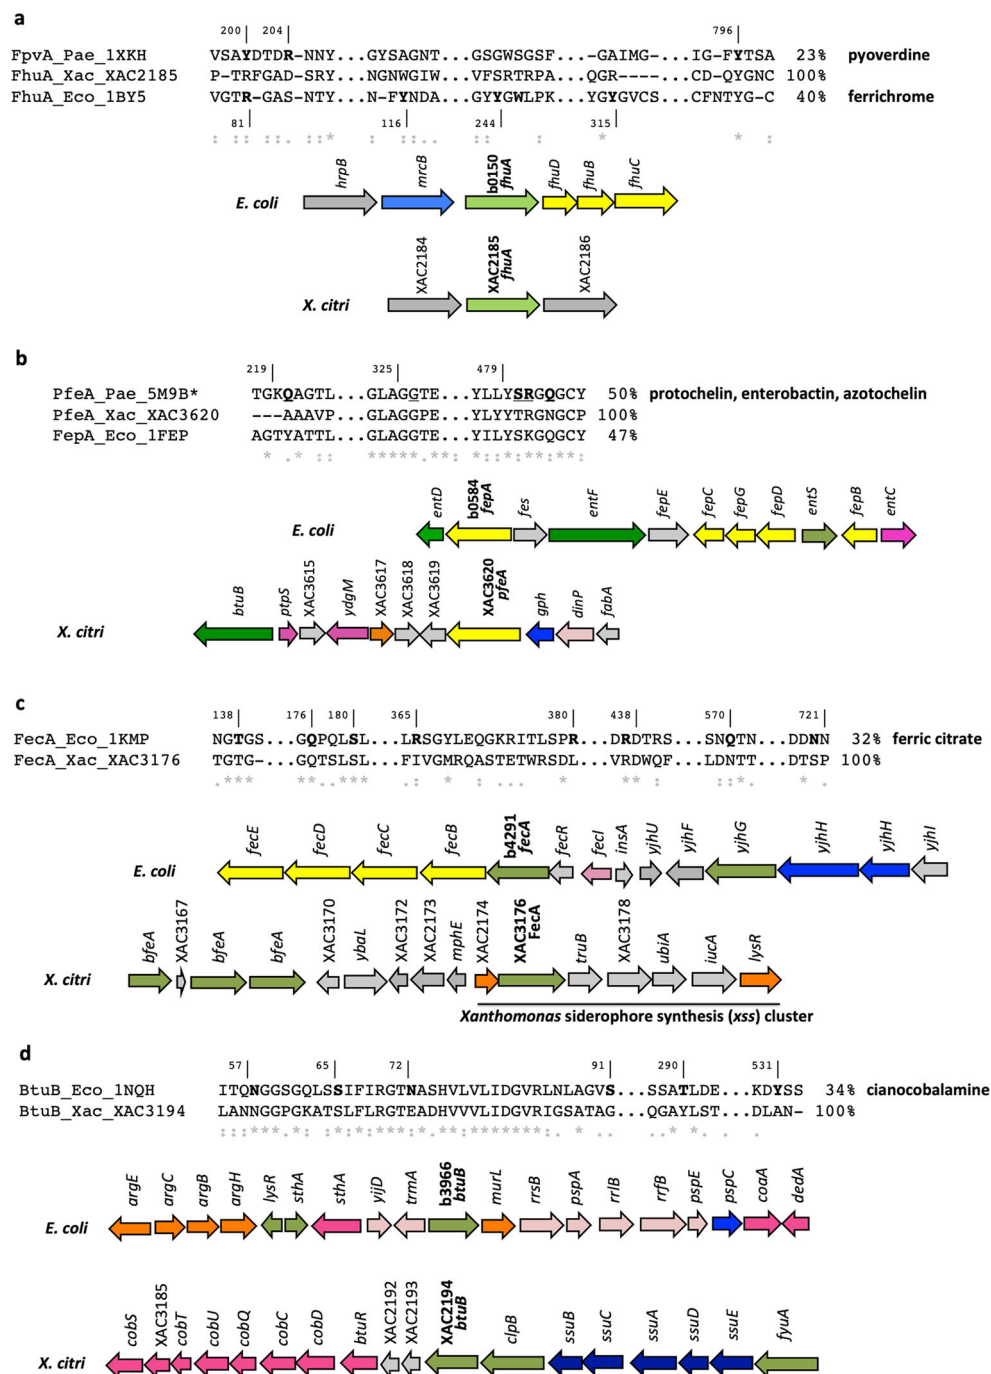 a
200 204 796
FpvA_Pae_1XKH VSAYDTDR-NNY...GYSAGNT...GSGWSGSF...-GAIMG-...IG-FYTSA 23% pyoverdine
FhuA_Xac_XAC2185 P-TRFGAD-SRY...NGNWGIW...VFSRTRPA...QGR----...CD-QYGNC 100%
FhuA_Eco_1BY5 VGTR-GAS-NTY...N-FYNDA...GYYGWLPK...YGYGVCS...CFNTYG-C 40% ferrichrome
81 116 244 315
hrpB mrcB b0150 fhuA fhuD fhuB fhuC
E. coli
XAC2184 XAC2185 fhuA XAC2186
X. citri
b
219 325 479
PfeA_Pae_5M9B* TGKQAGTL...GLAGGTE...YLLYSRGQGCY 50% protochelin, enterobactin, azotochelin
PfeA_Xac_XAC3620 ---AAAVP...GLAGGPE...YLYYTRGNGCY 100%
FepA_Eco_1FEP AGTYATTL...GLAGGTE...YILYSKGQGCY 47%
entD b0584 fepA fes entF fepE fepC fepG fepD entS fepB entC
E. coli
btuB ptpS XAC3615 ydgM XAC3617 XAC3618 XAC3619 XAC3620 pfeA gph dinP fabA
X. citri
c
138 176 180 365 380 438 570 721
FecA_Eco_1KMP NGTGS...GQPQLSL...LRSGYLEQGKRITLSPR...DRDTRS...SNQTN...DDNN 32% ferric citrate
FecA_Xac_XAC3176 TGTG-...GQTSLSL...FIVGMRQASTETWRSDL...VRDWQF...LDNTT...DTSP 100%
fecE fecD fecC fecB b4291 fecA fecR fecI insA yjhU yjhF yjhG yjhH yjhH yjhI
E. coli
bfeA XAC3167 bfeA bfeA XAC3170 ybaL XAC3172 XAC2173 mphE XAC2174 XAC3176 FecA truB XAC3178 ubiA iucA lysR
X. citri
Xanthomonas siderophore synthesis (xss) cluster
d
57 65 72 91 290 531
BtuB_Eco_1NQH ITQNGGSGQLSSIFIRGTNASHVLVLIDGVRLNLAGVS...SSATLDE...KDYSS 34% cianocobalamine
BtuB_Xac_XAC3194 LANNGGPGKATSLFLRGTEADHVVVLIDGVRIGSATAG...QGAYLST...DLAN- 100%
argE argC argB argH lysR sthA sthA yijD trmA b3966 btuB murL rrsB pspA rrlB rrfB pspE pspC coaA dedA
E. coli
cobS XAC3185 cobT cobU cobQ cobC cobD btuR XAC2192 XAC2193 XAC2194 btuB clpB ssuB ssuC ssuA ssuD ssuE fyuA
X. citri